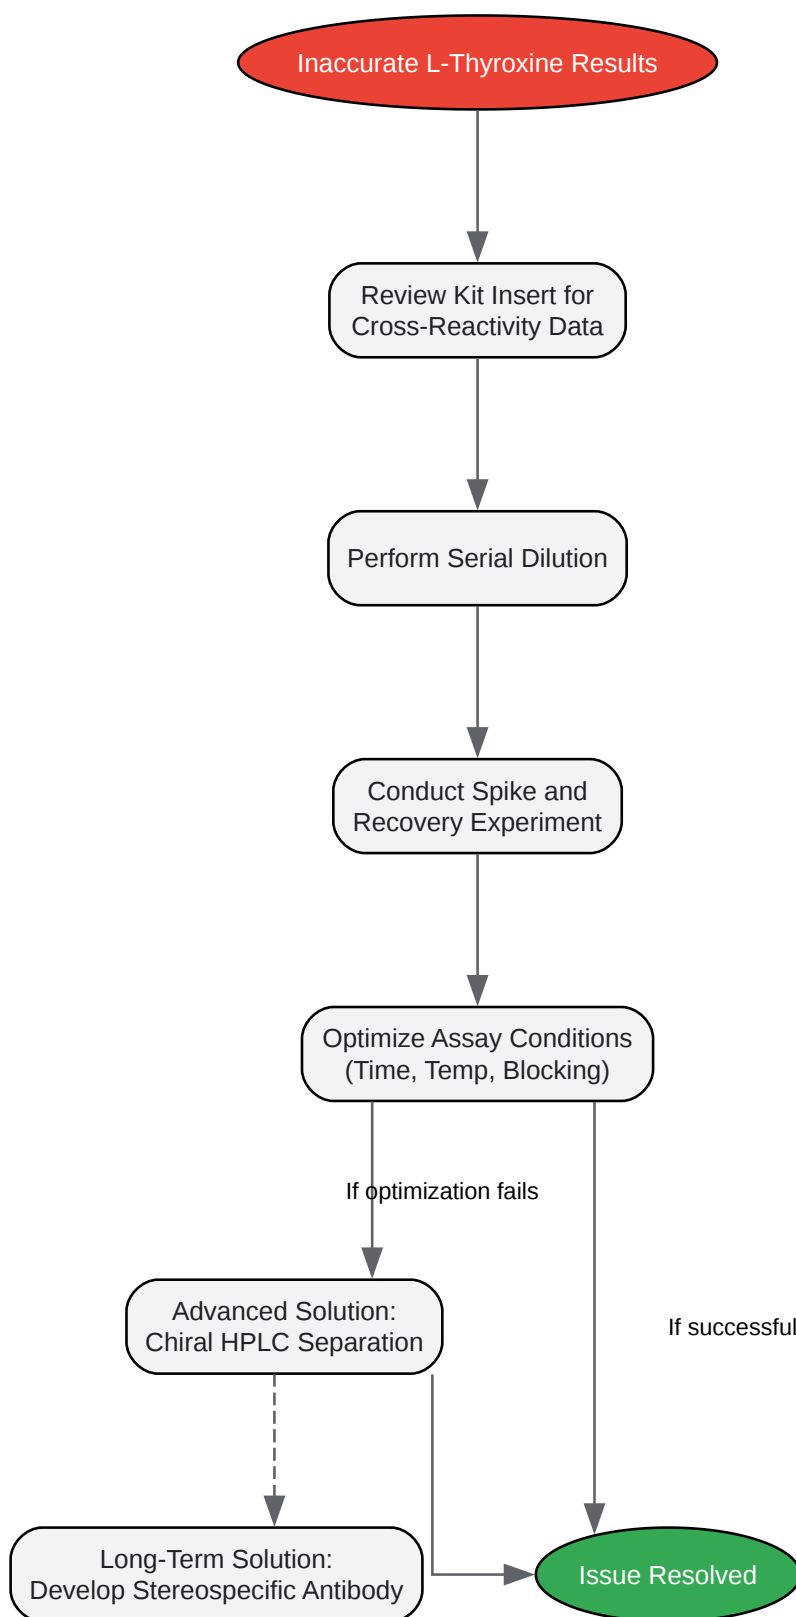 Inaccurate L-Thyroxine Results
Review Kit Insert for
Cross-Reactivity Data
Perform Serial Dilution
Conduct Spike and
Recovery Experiment
Optimize Assay Conditions
(Time, Temp, Blocking)
If optimization fails
Advanced Solution:
Chiral HPLC Separation
If successful
Long-Term Solution:
Develop Stereospecific Antibody
Issue Resolved